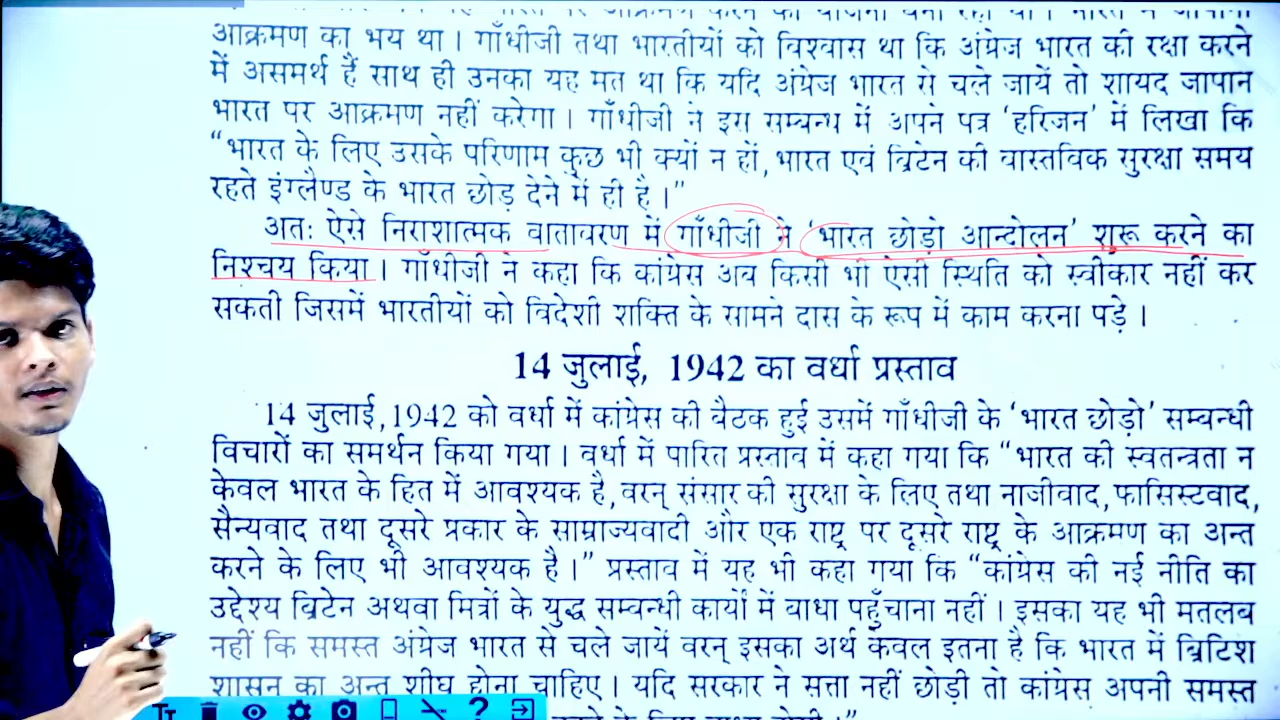 आक्रमण का भय था। गाँधीजी तथा भारतीयों को विश्वास था कि अंग्रेज भारत की रक्षा करने
में असमर्थ हैं साथ ही उनका यह मत था कि यदि अंग्रेज भारत से चले जायें तो शायद जापान
भारत पर आक्रमण नहीं करेगा। गाँधीजी ने इस सम्बन्ध में अपने पत्र ‘हरिजन’ में लिखा कि
“भारत के लिए उसके परिणाम कुछ भी क्यों न हों, भारत एवं ब्रिटेन की वास्तविक सुरक्षा समय
रहते इंग्लैण्ड के भारत छोड़ देने में ही है।”
अतः ऐसे निराशात्मक वातावरण में गाँधीजी ने ‘भारत छोड़ो आन्दोलन’ शुरू करने का
निश्चय किया। गाँधीजी ने कहा कि कांग्रेस अब किसी भी ऐसी स्थिति को स्वीकार नहीं कर
सकती जिसमें भारतीयों को विदेशी शक्ति के सामने दास के रूप में काम करना पड़े।
14 जुलाई, 1942 का वर्धा प्रस्ताव
14 जुलाई, 1942 को वर्धा में कांग्रेस की बैठक हुई उसमें गाँधीजी के ‘भारत छोड़ो’ सम्बन्धी
विचारों का समर्थन किया गया। वर्धा में पारित प्रस्ताव में कहा गया कि “भारत की स्वतन्त्रता न
केवल भारत के हित में आवश्यक है, वरन् संसार की सुरक्षा के लिए तथा नाजीवाद, फासिस्टवाद,
सैन्यवाद तथा दूसरे प्रकार के साम्राज्यवादी और एक राष्ट्र पर दूसरे राष्ट्र के आक्रमण का अन्त
करने के लिए भी आवश्यक है।” प्रस्ताव में यह भी कहा गया कि “कांग्रेस की नई नीति का
उद्देश्य ब्रिटेन अथवा मित्रों के युद्ध सम्बन्धी कार्यों में बाधा पहुँचाना नहीं। इसका यह भी मतलब
नहीं कि समस्त अंग्रेज भारत से चले जायें वरन् इसका अर्थ केवल इतना है कि भारत में ब्रिटिश
शासन का अन्त शीघ्र होना चाहिए। यदि सरकार ने सत्ता नहीं छोड़ी तो कांग्रेस अपनी समस्त